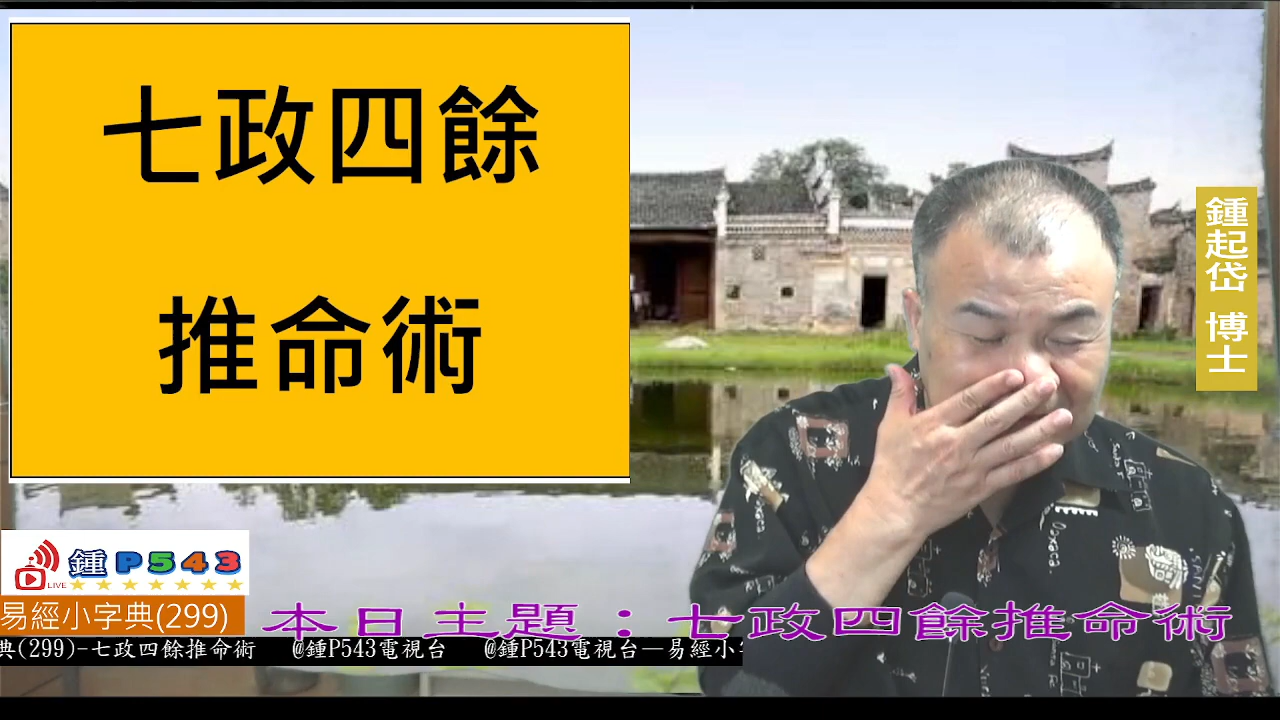 七政四餘
推命術
鍾起岱 博士
LIVE
鍾P543
易經小字典(299)
本日主題：七政四餘推命術
典(299)-七政四餘推命術 @鍾P543電視台 @鍾P543電視台—易經小字
Oaxaca